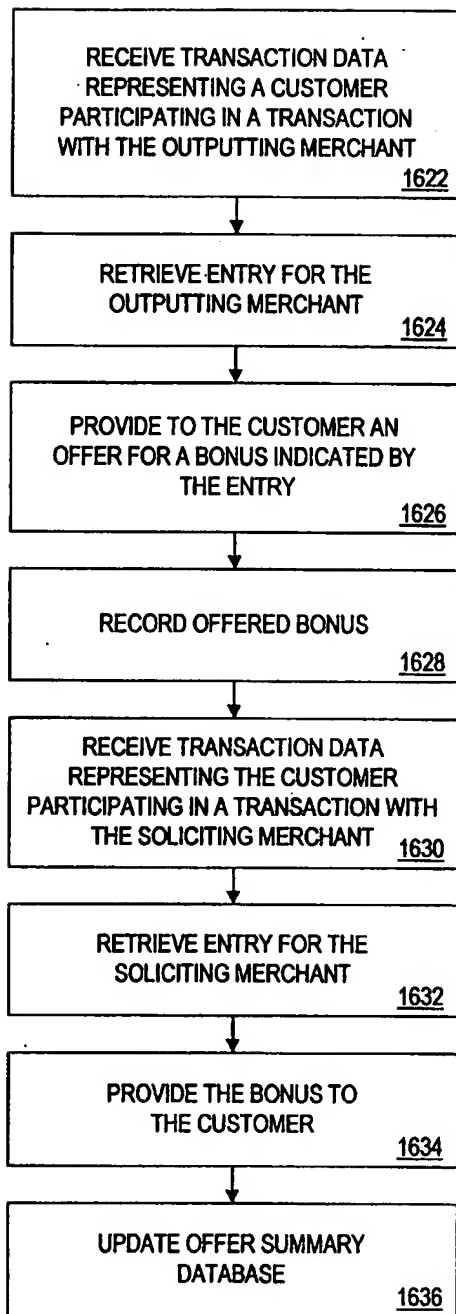 RECEIVE TRANSACTION DATA
REPRESENTING A CUSTOMER
PARTICIPATING IN A TRANSACTION
WITH THE OUTPUTTING MERCHANT
1622
RETRIEVE ENTRY FOR THE
OUTPUTTING MERCHANT
1624
PROVIDE TO THE CUSTOMER AN
OFFER FOR A BONUS INDICATED BY
THE ENTRY
1626
RECORD OFFERED BONUS
1628
RECEIVE TRANSACTION DATA
REPRESENTING THE CUSTOMER
PARTICIPATING IN A TRANSACTION WITH
THE SOLICITING MERCHANT
1630
RETRIEVE ENTRY FOR THE
SOLICITING MERCHANT
1632
PROVIDE THE BONUS TO
THE CUSTOMER
1634
UPDATE OFFER SUMMARY
DATABASE
1636